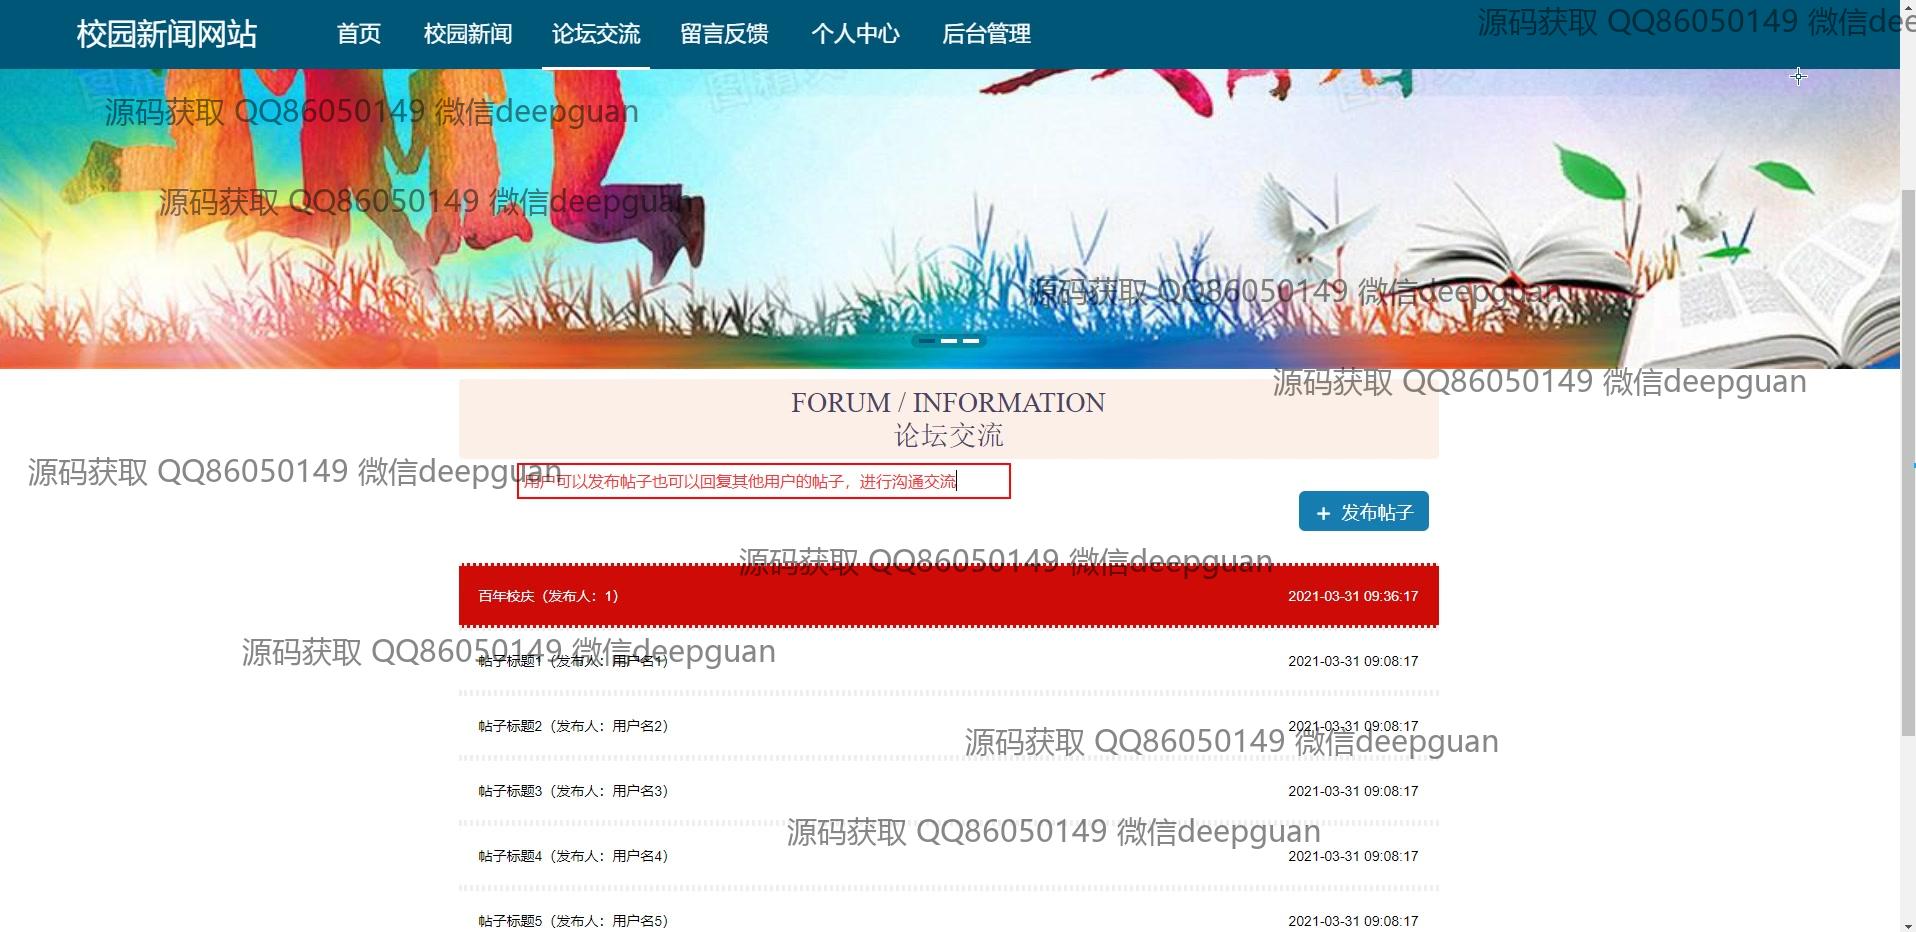 校园新闻网站 首页 校园新闻 论坛交流 留言反馈 个人中心 后台管理
源码获取 QQ86050149 微信dee
源码获取 QQ86050149 微信deepguan
源码获取 QQ86050149 微信deepguan
源码获取 QQ86050149 微信deepguan
FORUM / INFORMATION
源码获取 QQ86050149 微信deepguan
论坛交流
源码获取 QQ86050149 微信deepguan
用户可以发布帖子也可以回复其他用户的帖子，进行沟通交流
+ 发布帖子
源码获取 QQ86050149 微信deepguan
百年校庆（发布人：1） 2021-03-31 09:36:17
源码获取 QQ86050149 微信deepguan
帖子标题1（发布人：用户名1） 2021-03-31 09:08:17
帖子标题2（发布人：用户名2） 2021-03-31 09:08:17
源码获取 QQ86050149 微信deepguan
帖子标题3（发布人：用户名3） 2021-03-31 09:08:17
源码获取 QQ86050149 微信deepguan
帖子标题4（发布人：用户名4） 2021-03-31 09:08:17
帖子标题5（发布人：用户名5） 2021-03-31 09:08:17